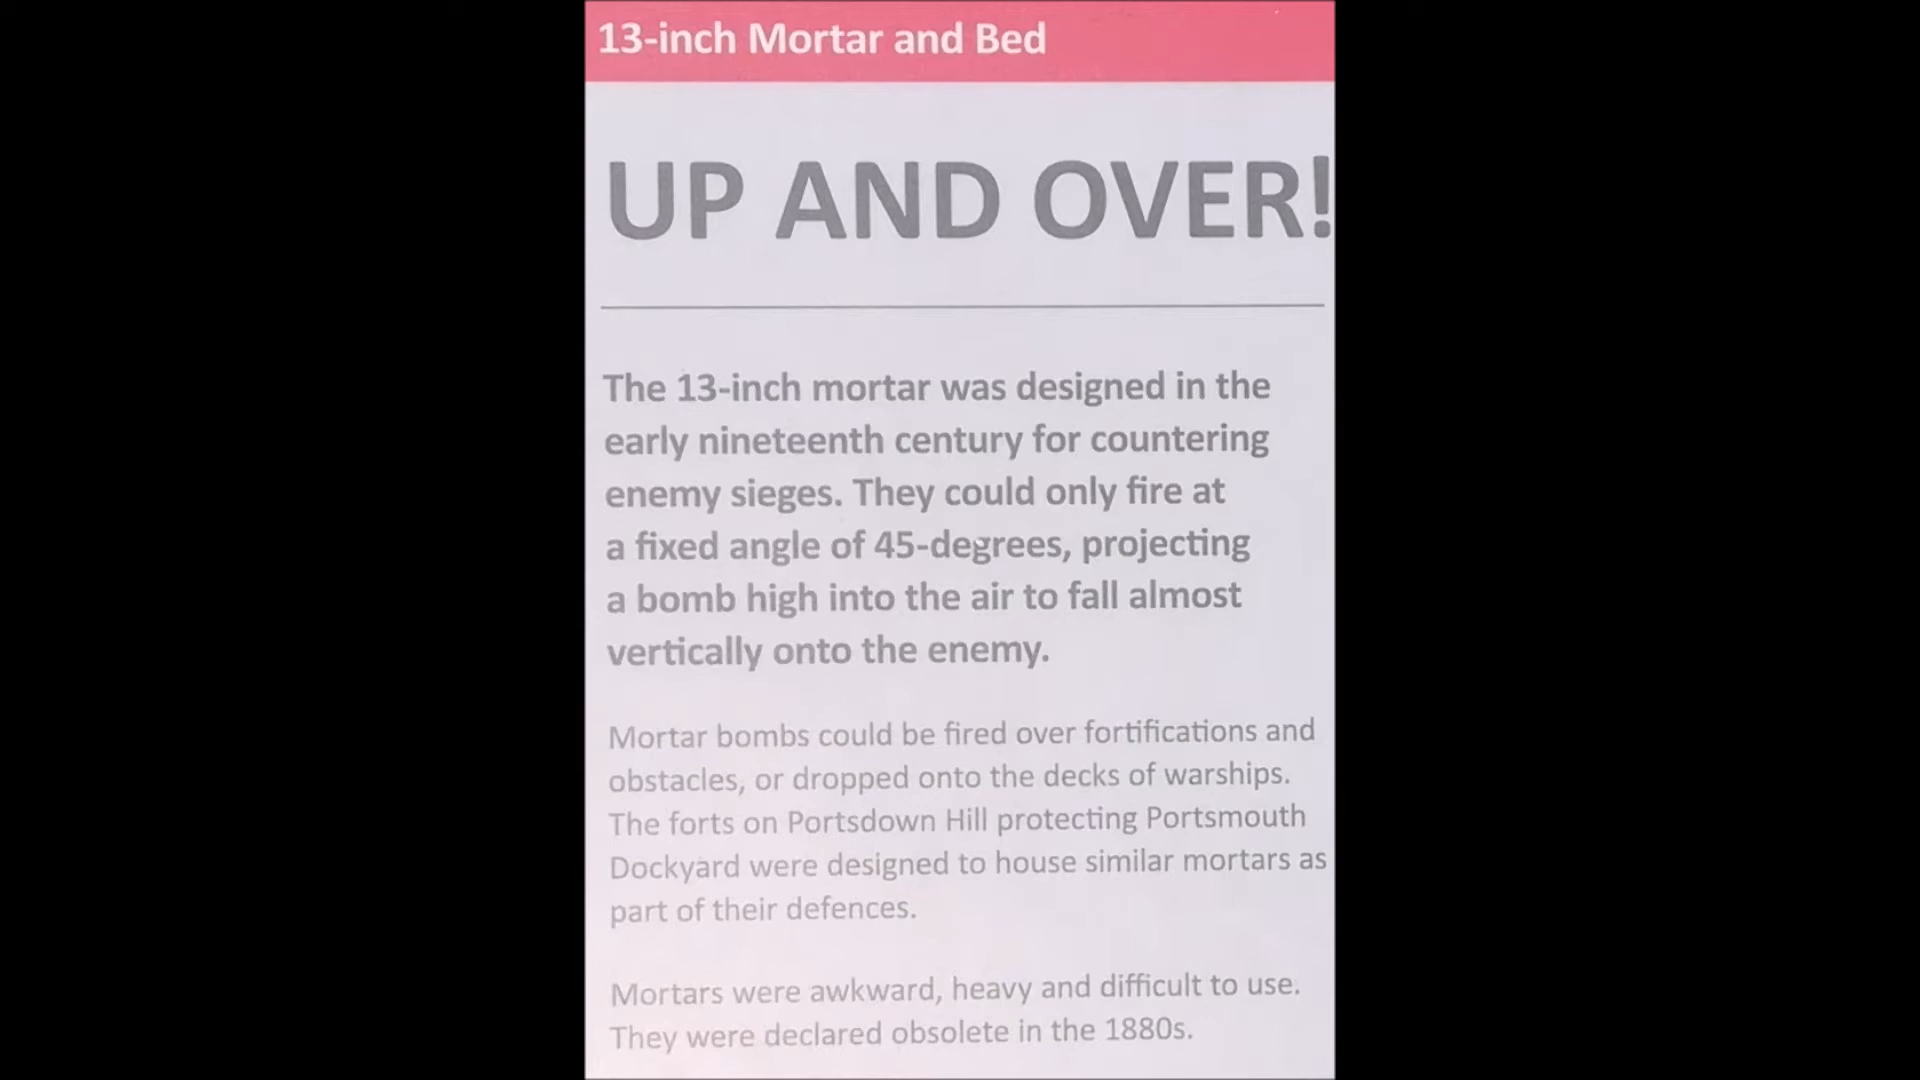 13-inch Mortar and Bed
UP AND OVER!
The 13-inch mortar was designed in the
early nineteenth century for countering
enemy sieges. They could only fire at
a fixed angle of 45-degrees, projecting
a bomb high into the air to fall almost
vertically onto the enemy.
Mortar bombs could be fired over fortifications and
obstacles, or dropped onto the decks of warships.
The forts on Portsdown Hill protecting Portsmouth
Dockyard were designed to house similar mortars as
part of their defences.
Mortars were awkward, heavy and difficult to use.
They were declared obsolete in the 1880s.